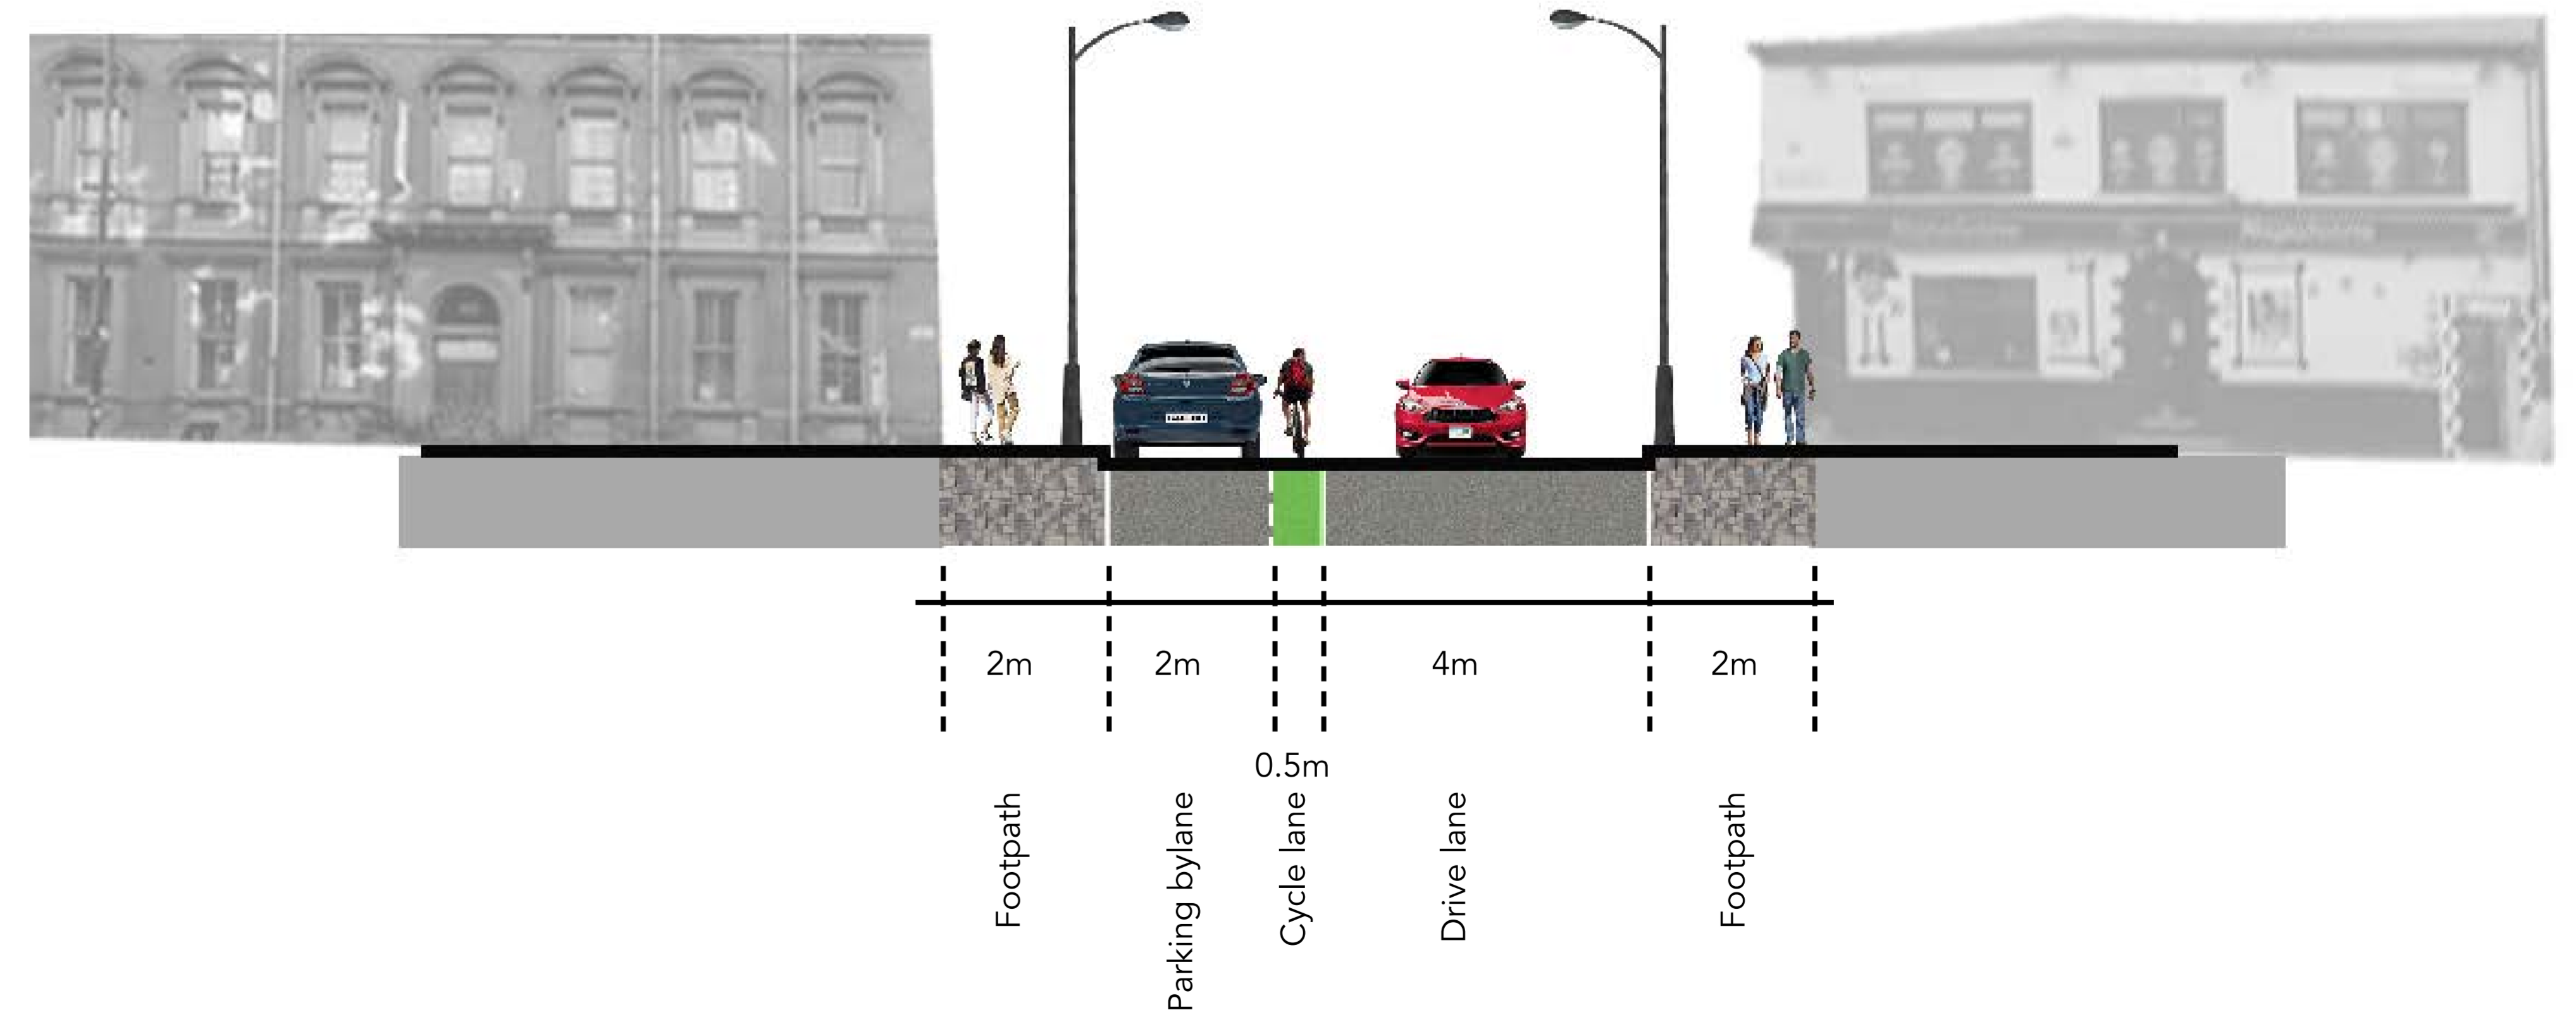 2m
2m
4m
2m
0.5m
Footpath
Parking bylane
Cycle lane
Drive lane
Footpath